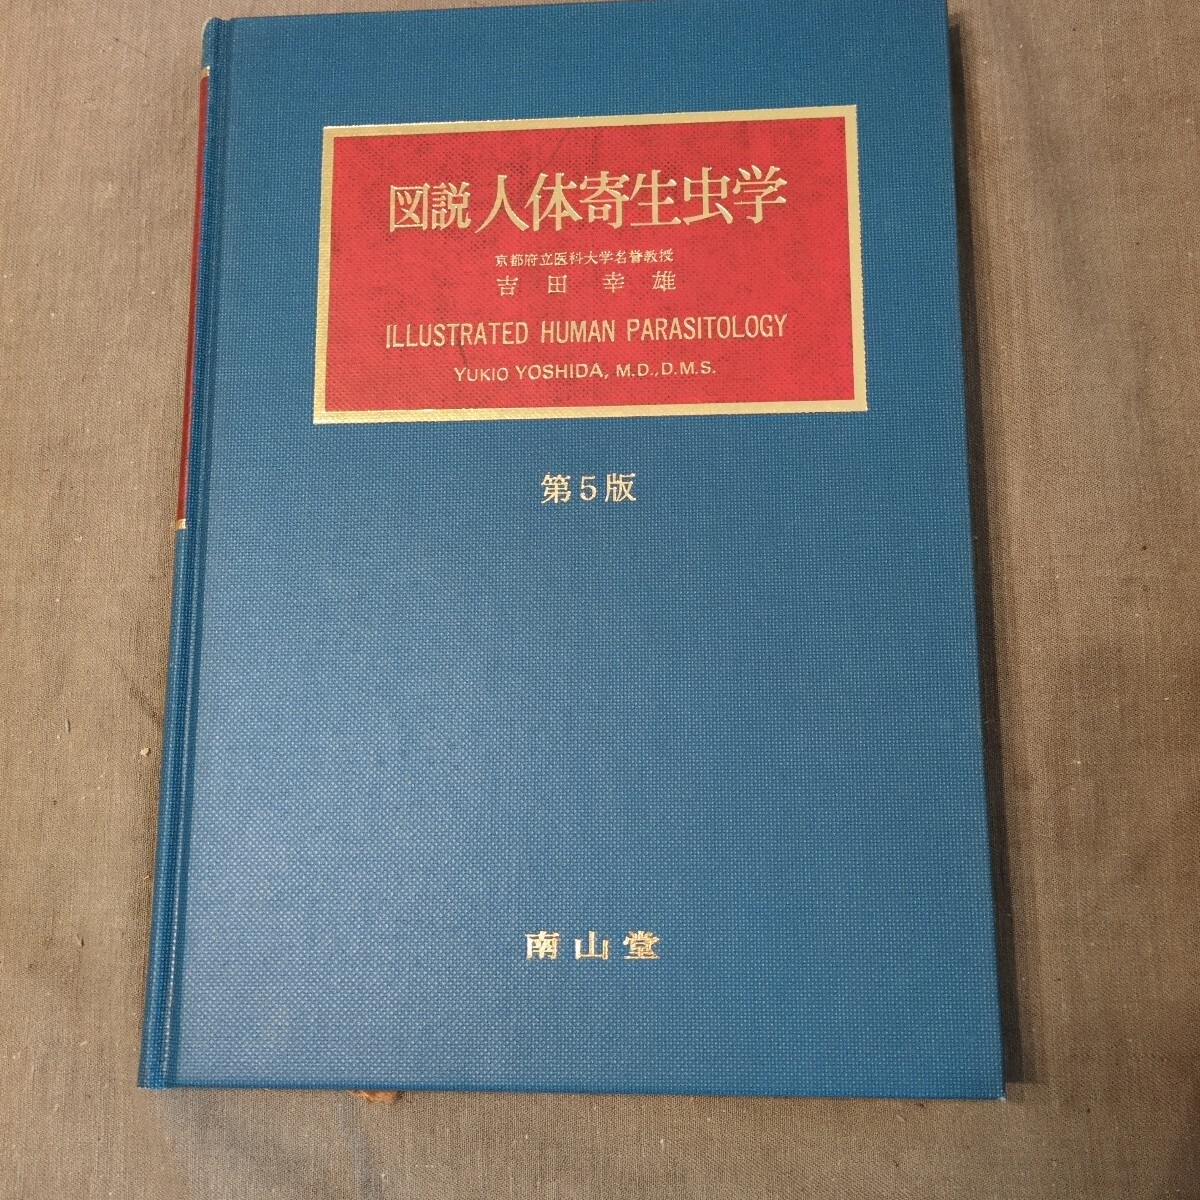 図説 人体寄生虫学
京都府立医科大学名誉教授
吉田幸雄
ILLUSTRATED HUMAN PARASITOLOGY
YUKIO YOSHIDA, M.D.,D.M.S.
第5版
南山堂